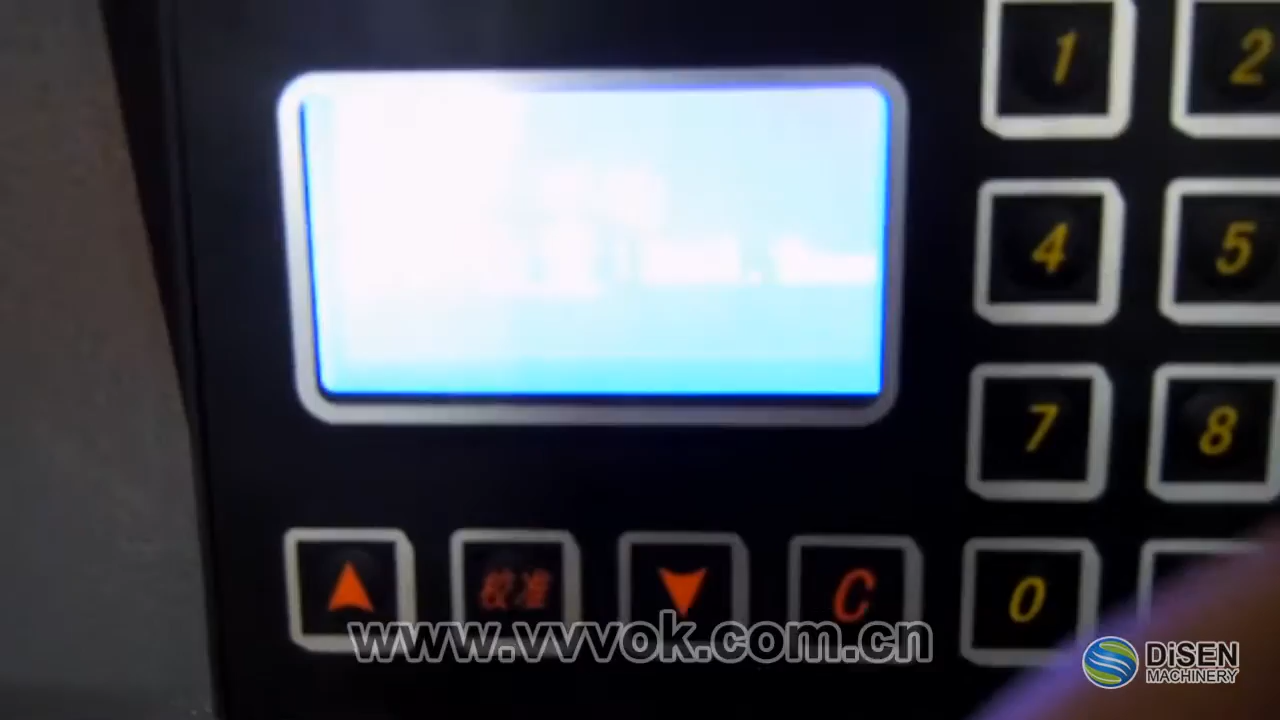 1 2
4 5
7 8
校准 C 0
www.vvvok.com.cn
DiSEN
MACHINERY